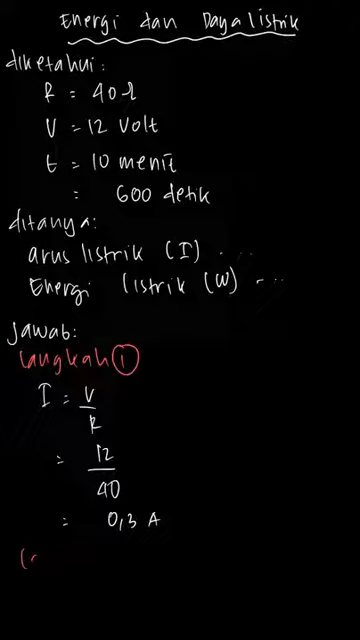 Energi dan Daya listrik
diketahui:
R = 40 Ω
V = 12 Volt
t = 10 menit
= 600 detik
ditanya:
arus listrik (I) ....
Energi listrik (W) ....
Jawab:
Langkah ①
I = V/R
= 12/40
= 0,3 A